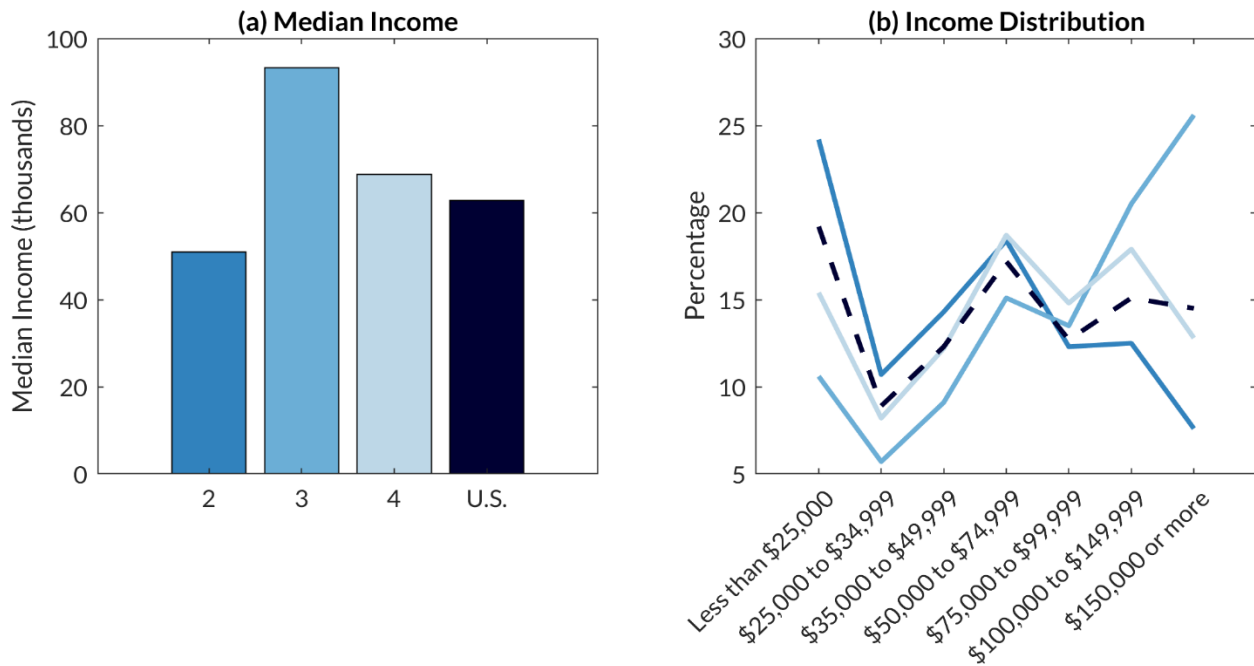 (a) Median Income
Median Income (thousands)
100
80
60
40
20
0
2 3 4 U.S.
(b) Income Distribution
Percentage
30
25
20
15
10
5
Less than $25,000
$25,000 to $34,999
$35,000 to $49,999
$50,000 to $74,999
$75,000 to $99,999
$100,000 to $149,999
$150,000 or more